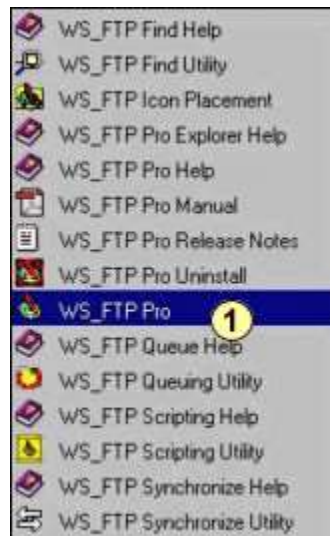 WS_FTP Find Help
WS_FTP Find Utility
WS_FTP Icon Placement
WS_FTP Pro Explorer Help
WS_FTP Pro Help
WS_FTP Pro Manual
WS_FTP Pro Release Notes
WS_FTP Pro Uninstall
WS_FTP Pro 1
WS_FTP Queue Help
WS_FTP Queuing Utility
WS_FTP Scripting Help
WS_FTP Scripting Utility
WS_FTP Synchronize Help
WS_FTP Synchronize Utility